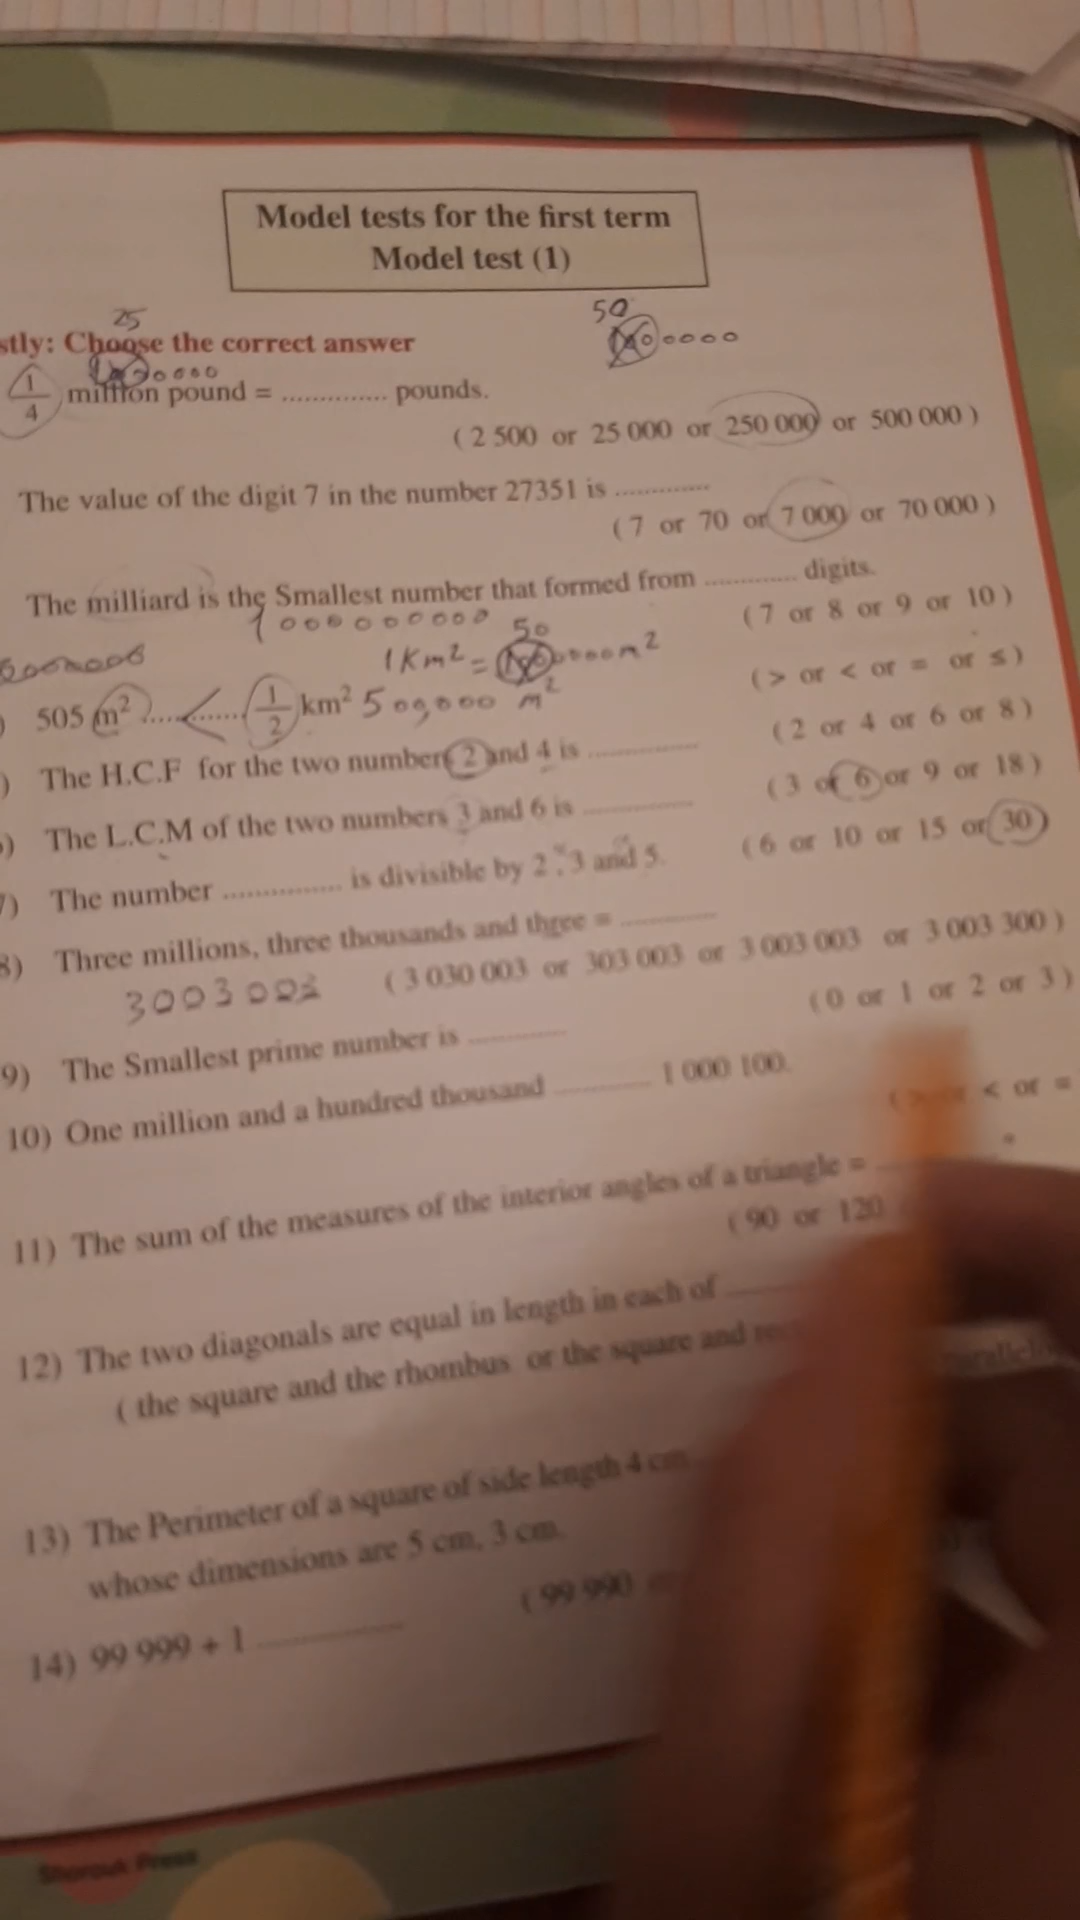 Model tests for the first term
Model test (1)
25
50
stly: Choose the correct answer
1/4 million pound = .............. pounds.
( 2 500 or 25 000 or 250 000 or 500 000 )
The value of the digit 7 in the number 27351 is .............
( 7 or 70 or 7 000 or 70 000 )
The milliard is the Smallest number that formed from ............. digits.
1000000000
( 7 or 8 or 9 or 10 )
50
1 Km² = m²
( > or < or = or ≤ )
) 505 m² .....<...... 1/2 km² 500,000 m²
( 2 or 4 or 6 or 8 )
) The H.C.F for the two numbers 2 and 4 is ................
( 3 or 6 or 9 or 18 )
) The L.C.M of the two numbers 3 and 6 is ................
( 6 or 10 or 15 or 30 )
7) The number ................. is divisible by 2 , 3 and 5.
8) Three millions, three thousands and three = ..............
3003003
( 3 030 003 or 303 003 or 3 003 003 or 3 003 300 )
( 0 or 1 or 2 or 3 )
9) The Smallest prime number is ..............
10) One million and a hundred thousand .............. 1 000 100.
< or =
11) The sum of the measures of the interior angles of a triangle = °
( 90 or 120
12) The two diagonals are equal in length in each of
( the square and the rhombus or the square and
13) The Perimeter of a square of side length 4 cm
whose dimensions are 5 cm, 3 cm.
( 99 990
14) 99 999 + 1 ....................
Shorouk Press